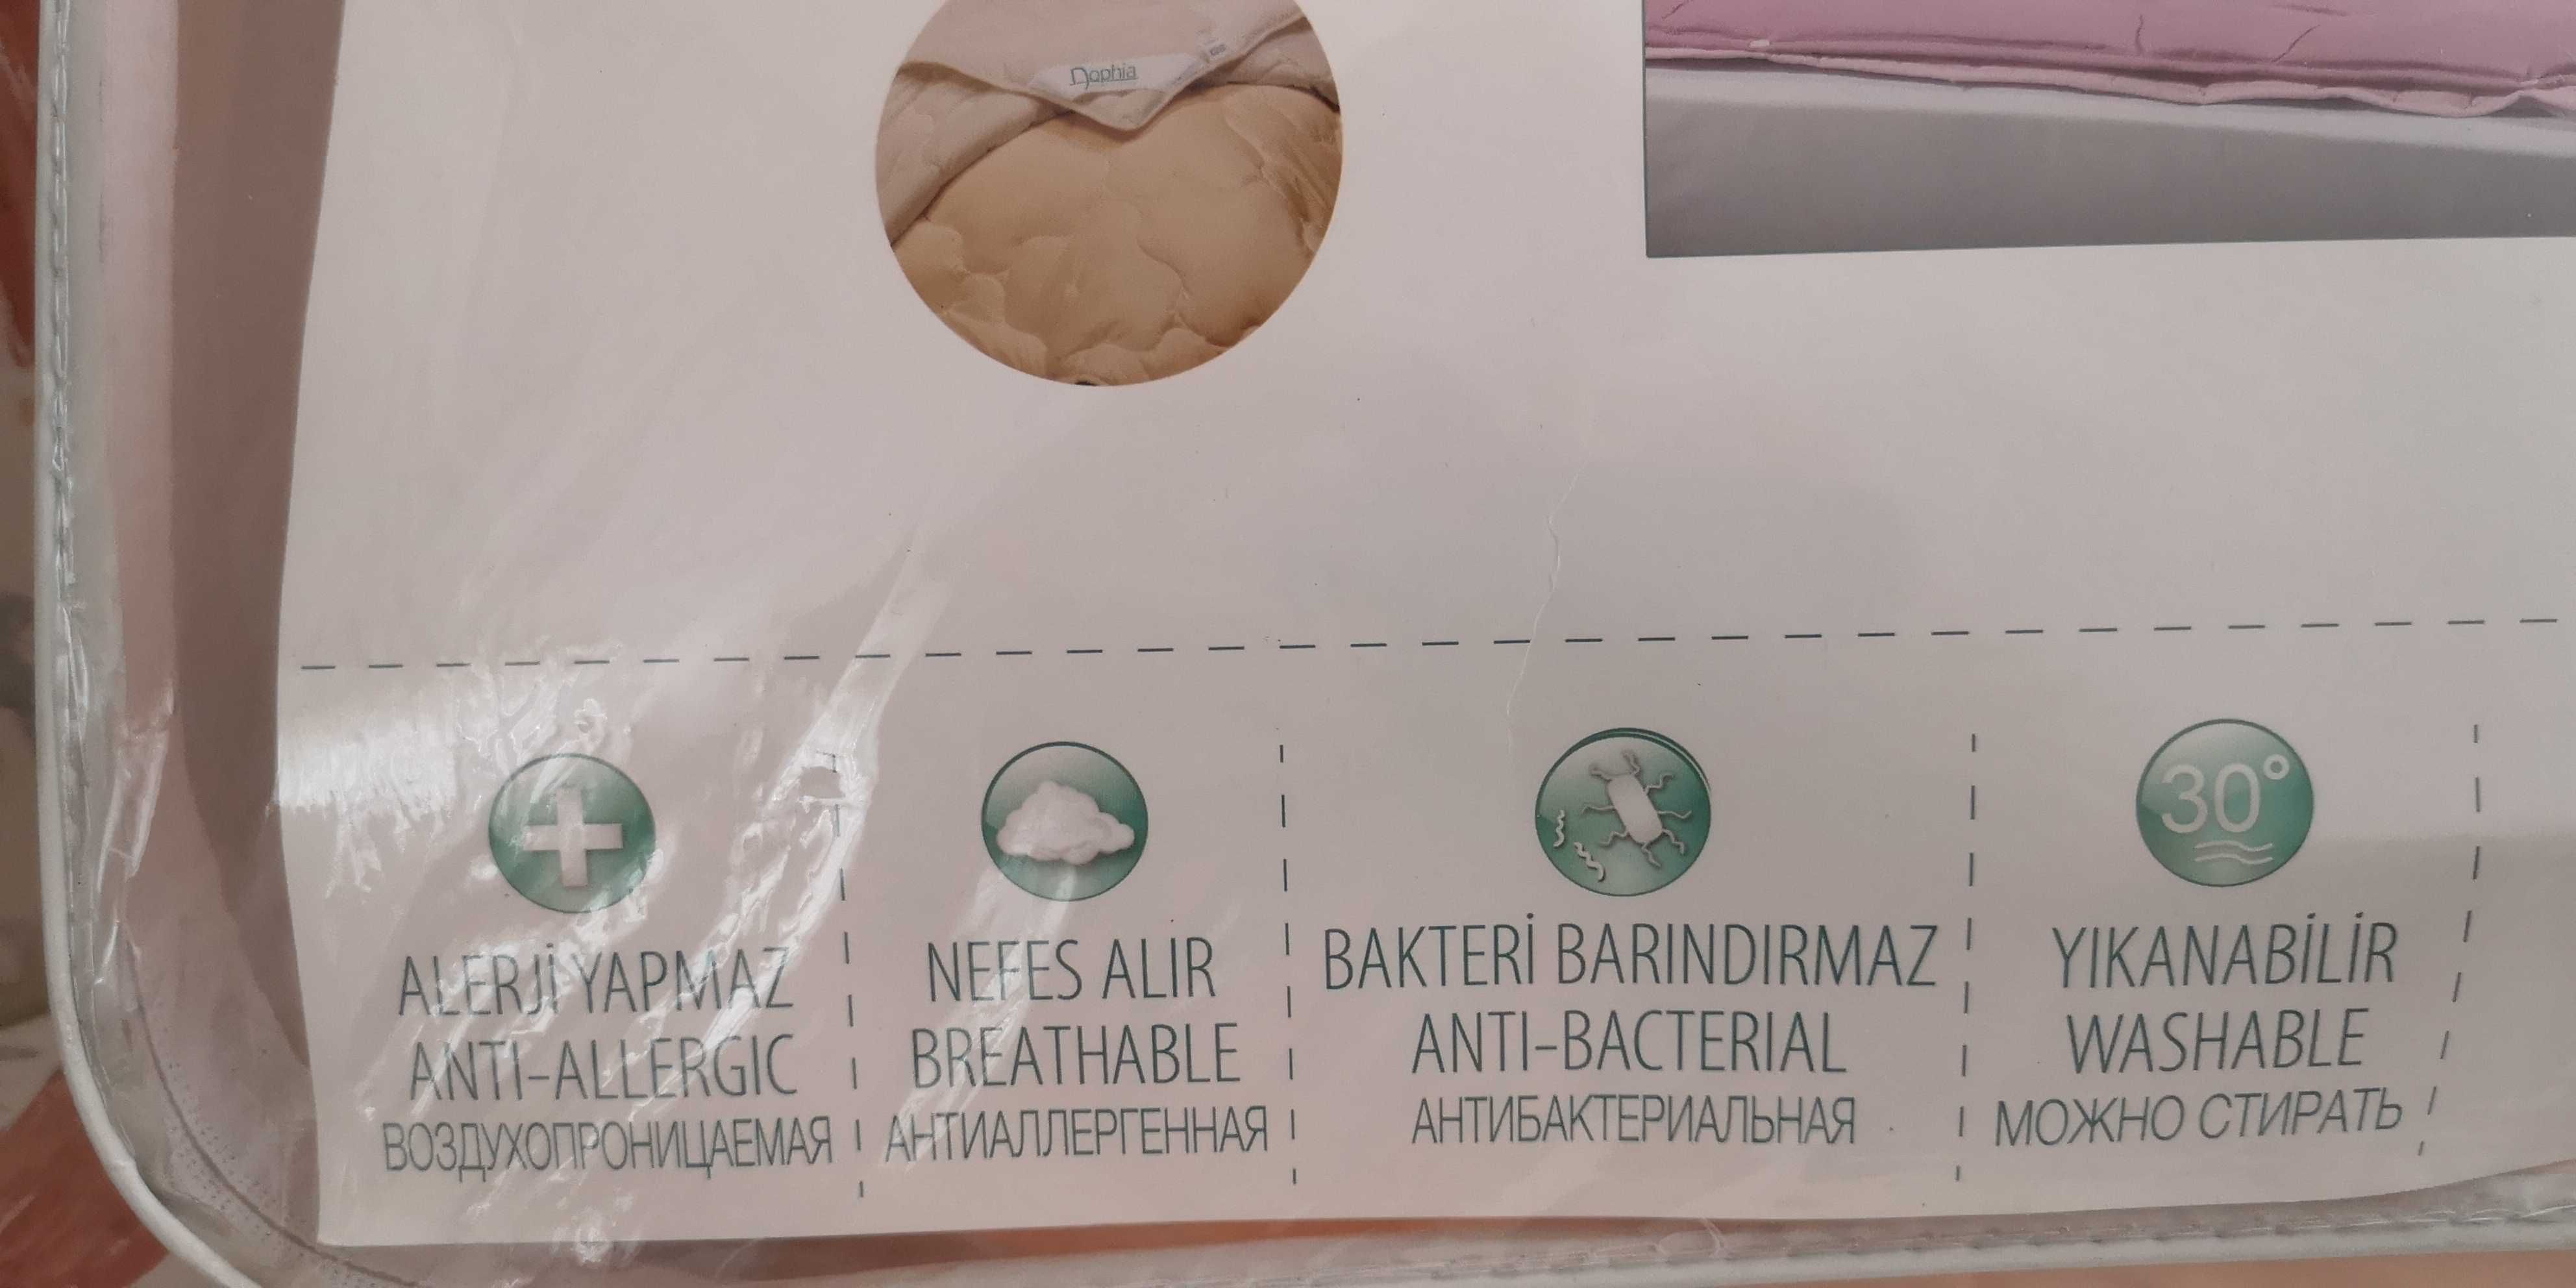 Nophia
30°
ALERJİ YAPMAZ
ANTI-ALLERGIC
ВОЗДУХОПРОНИЦАЕМАЯ
NEFES ALIR
BREATHABLE
АНТИАЛЛЕРГЕННАЯ
BAKTERİ BARINDIRMAZ
ANTI-BACTERIAL
АНТИБАКТЕРИАЛЬНАЯ
YIKANABİLİR
WASHABLE
МОЖНО СТИРАТЬ